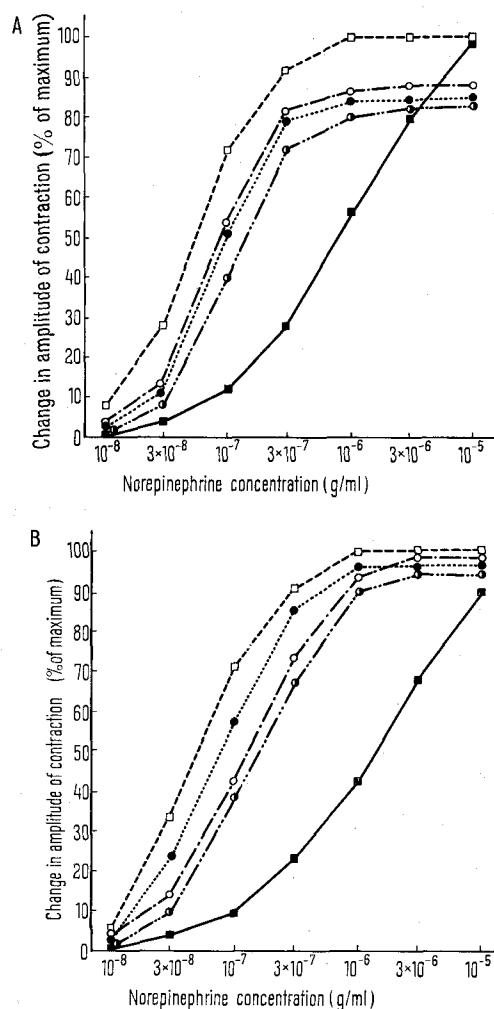 A
Change in amplitude of contraction (% of maximum)
100
90
80
70
60
50
40
30
20
10
0
10⁻⁸ 3×10⁻⁸ 10⁻⁷ 3×10⁻⁷ 10⁻⁶ 3×10⁻⁶ 10⁻⁵
Norepinephrine concentration (g/ml)
B
Change in amplitude of contraction (% of maximum)
100
90
80
70
60
50
40
30
20
10
0
10⁻⁸ 3×10⁻⁸ 10⁻⁷ 3×10⁻⁷ 10⁻⁶ 3×10⁻⁶ 10⁻⁵
Norepinephrine concentration (g/ml)